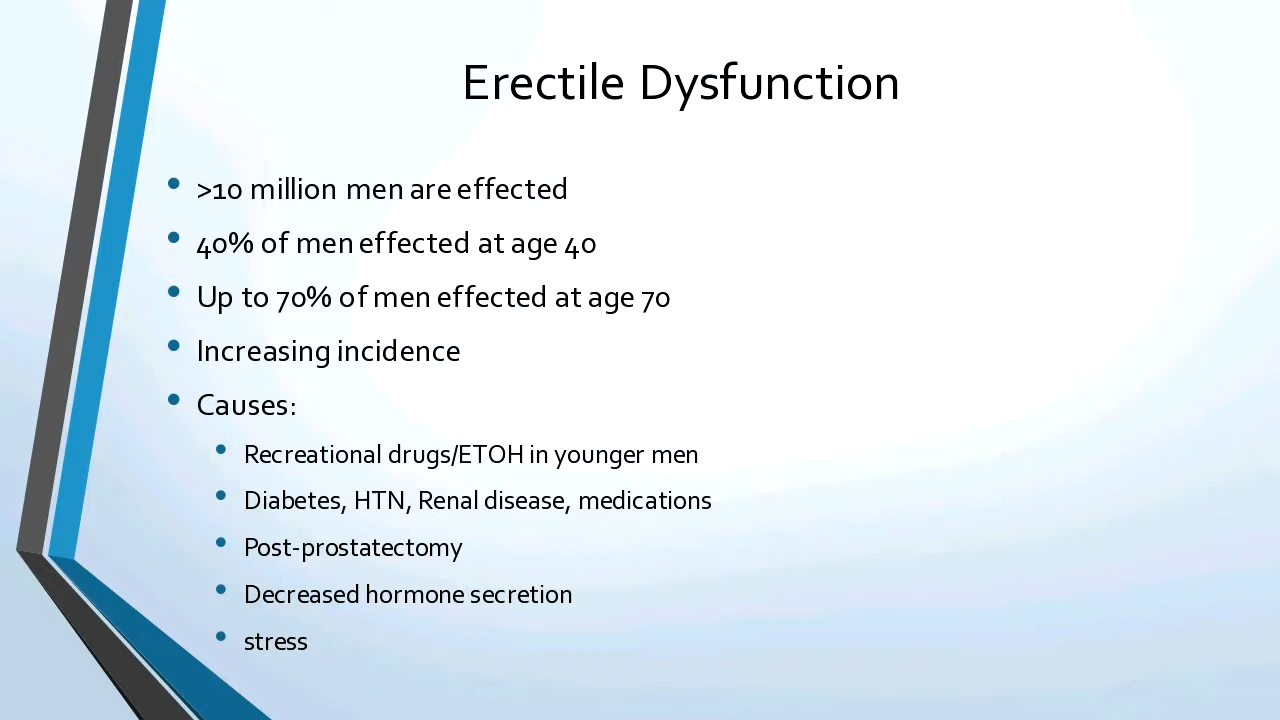 Erectile Dysfunction
• >10 million men are effected
• 40% of men effected at age 40
• Up to 70% of men effected at age 70
• Increasing incidence
• Causes:
• Recreational drugs/ETOH in younger men
• Diabetes, HTN, Renal disease, medications
• Post-prostatectomy
• Decreased hormone secretion
• stress